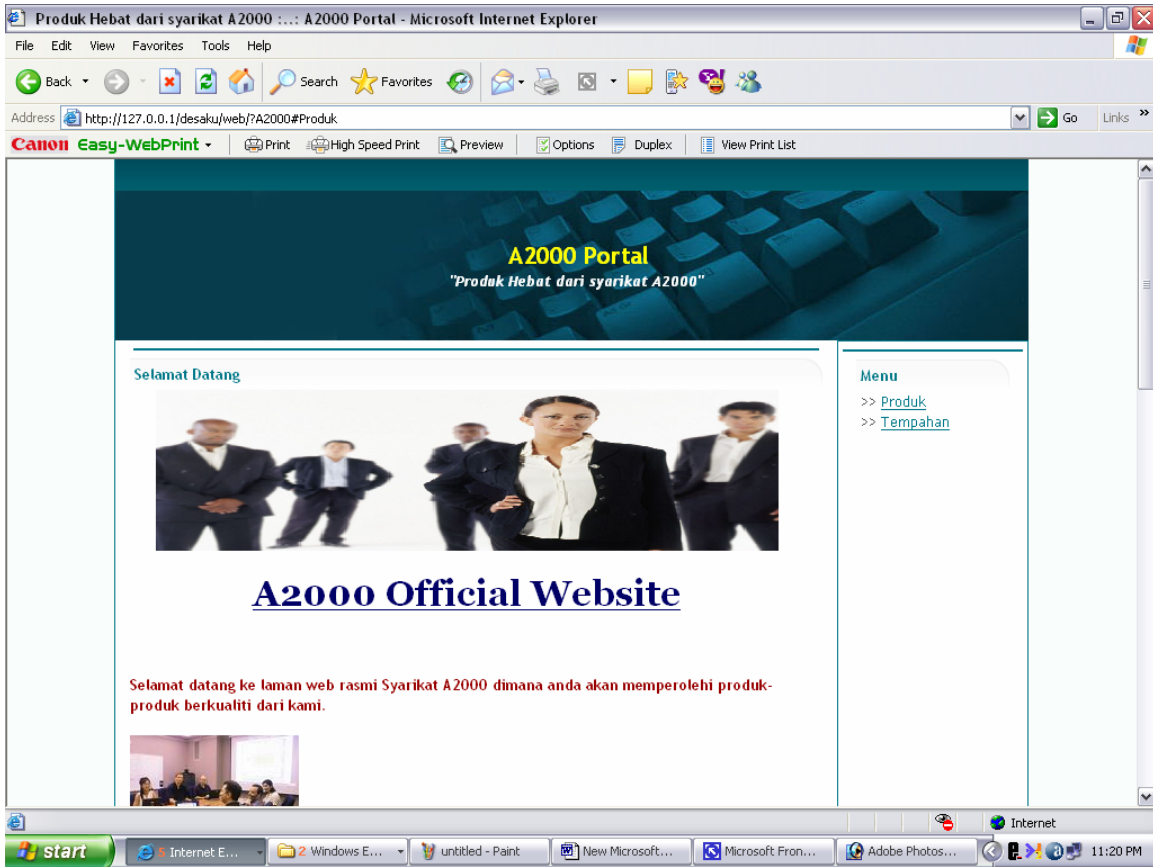 Produk Hebat dari syarikat A2000 :..: A2000 Portal - Microsoft Internet Explorer
File Edit View Favorites Tools Help
Back Search Favorites
Address http://127.0.0.1/desaku/web/?A2000#Produk Go Links »
Canon Easy-WebPrint Print High Speed Print Preview Options Duplex View Print List
A2000 Portal
"Produk Hebat dari syarikat A2000"
Selamat Datang
Menu
>> Produk
>> Tempahan
A2000 Official Website
Selamat datang ke laman web rasmi Syarikat A2000 dimana anda akan memperolehi produk-
produk berkualiti dari kami.
Internet
start 5 Internet E... 2 Windows E... untitled - Paint New Microsoft... Microsoft Fron... Adobe Photos... 11:20 PM